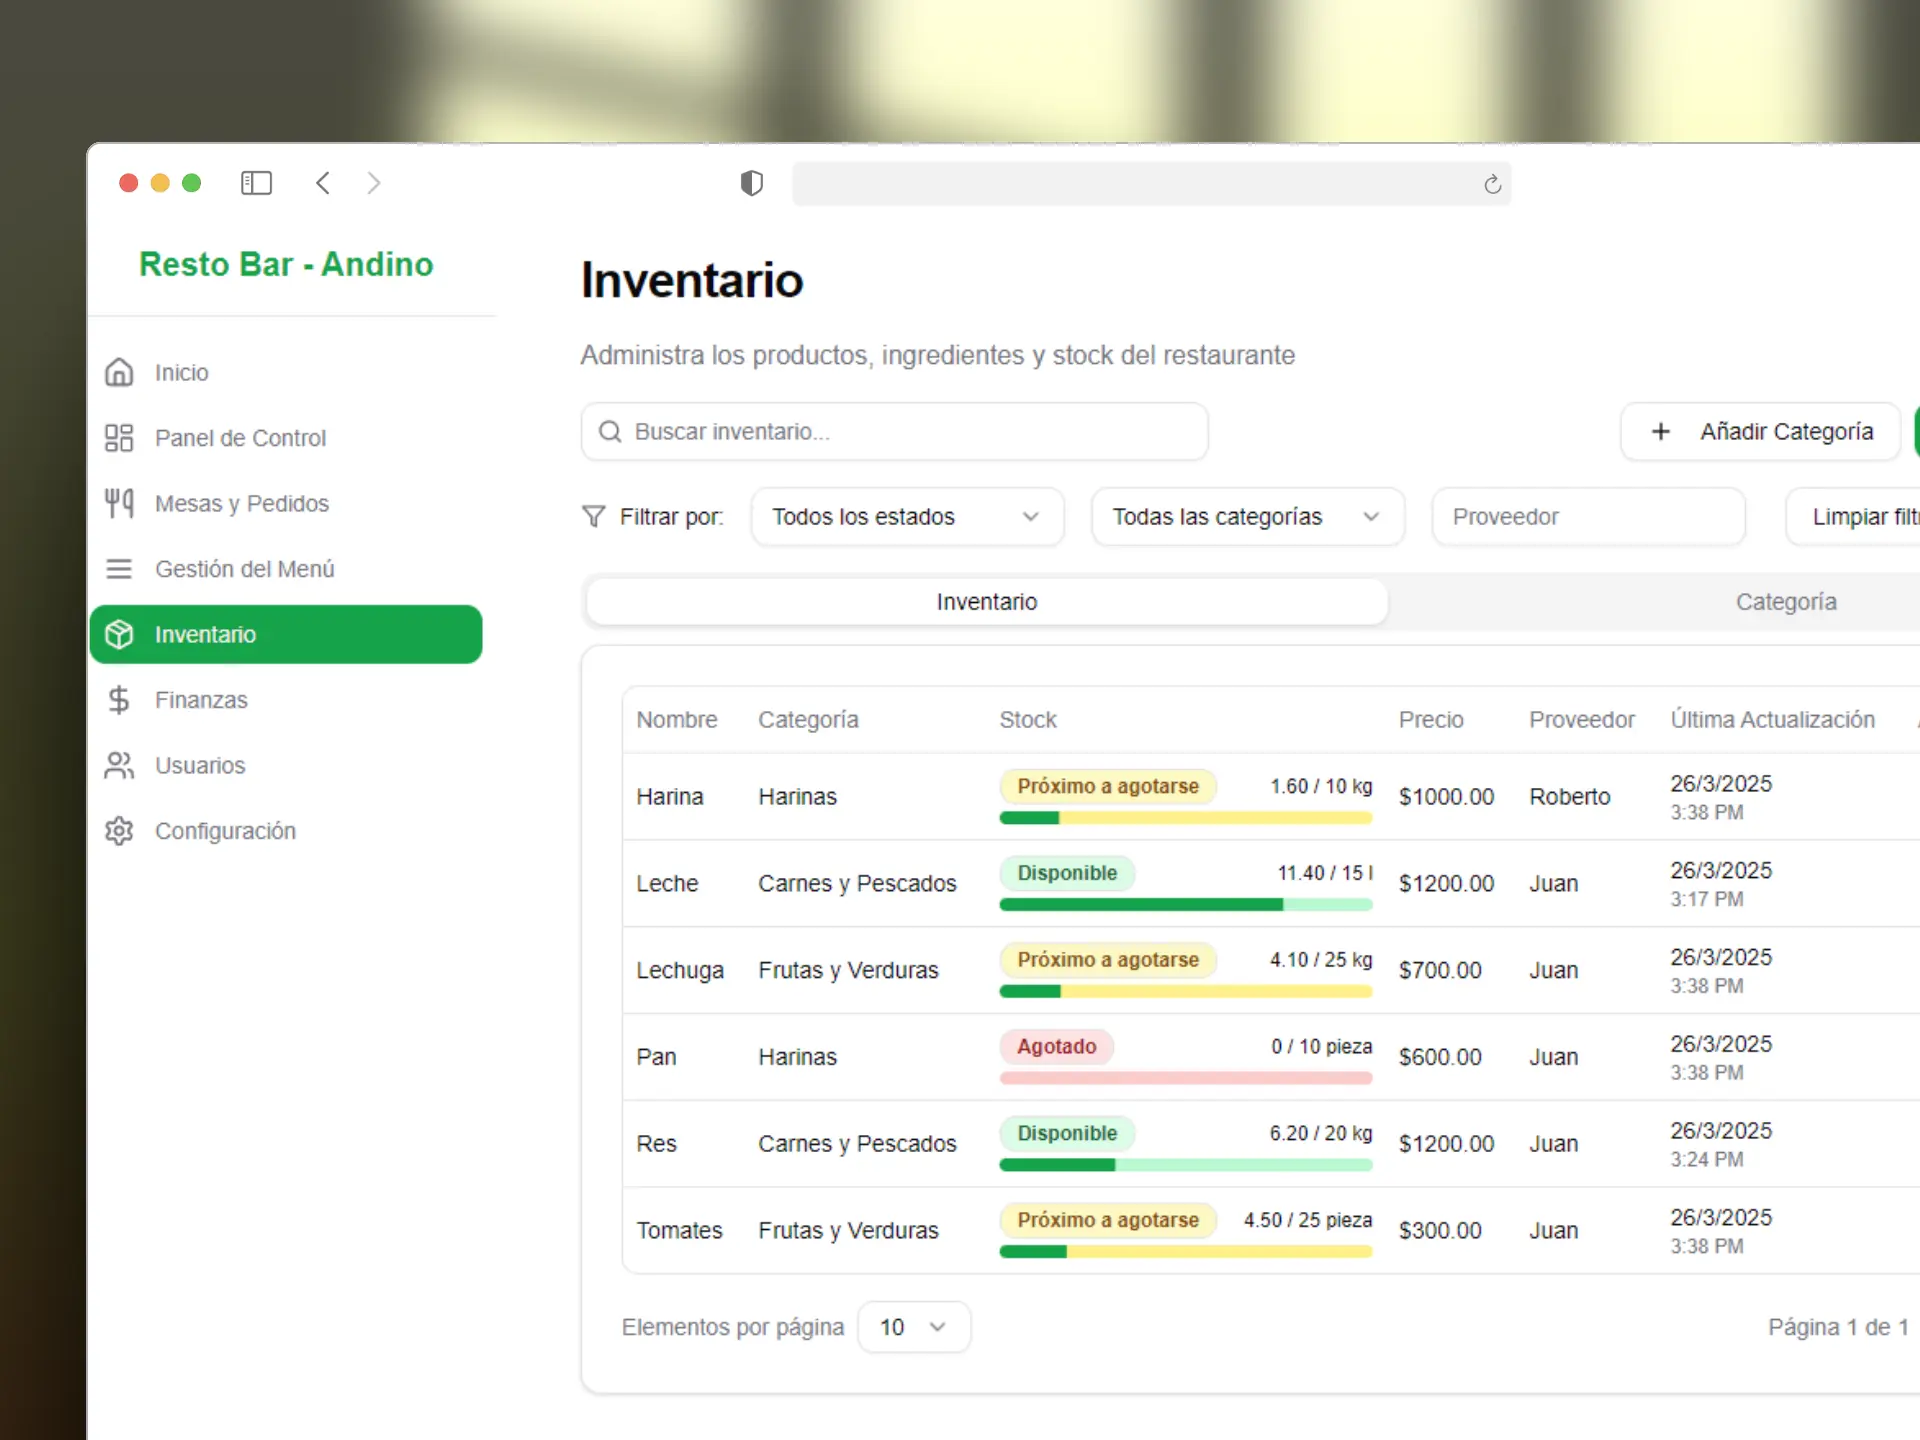 Resto Bar - Andino
Inicio
Panel de Control
Mesas y Pedidos
Gestión del Menú
Inventario
Finanzas
Usuarios
Configuración
Inventario
Administra los productos, ingredientes y stock del restaurante
Buscar inventario...
+ Añadir Categoría
Filtrar por: Todos los estados Todas las categorías Proveedor Limpiar filt
Inventario Categoría
Nombre Categoría Stock Precio Proveedor Última Actualización
Harina Harinas Próximo a agotarse 1.60 / 10 kg $1000.00 Roberto 26/3/2025
3:38 PM
Leche Carnes y Pescados Disponible 11.40 / 15 l $1200.00 Juan 26/3/2025
3:17 PM
Lechuga Frutas y Verduras Próximo a agotarse 4.10 / 25 kg $700.00 Juan 26/3/2025
3:38 PM
Pan Harinas Agotado 0 / 10 pieza $600.00 Juan 26/3/2025
3:38 PM
Res Carnes y Pescados Disponible 6.20 / 20 kg $1200.00 Juan 26/3/2025
3:24 PM
Tomates Frutas y Verduras Próximo a agotarse 4.50 / 25 pieza $300.00 Juan 26/3/2025
3:38 PM
Elementos por página 10 Página 1 de 1